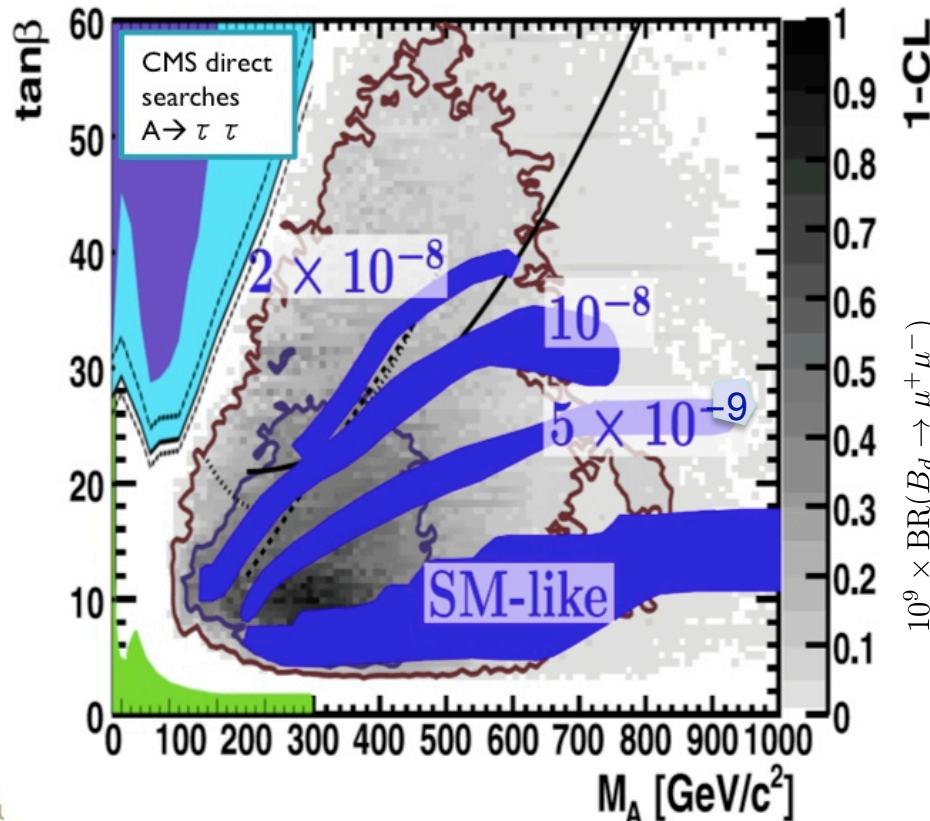 60
50
40
30
20
10
0
tanβ
CMS direct
searches
A→ τ τ
2 × 10⁻⁸
10⁻⁸
5 × 10⁻⁹
SM-like
0 100 200 300 400 500 600 700 800 900 1000
M_A [GeV/c²]
1
0.9
0.8
0.7
0.6
0.5
0.4
0.3
0.2
0.1
0
1-CL
10⁹ × BR(B_d → μ⁺μ⁻)